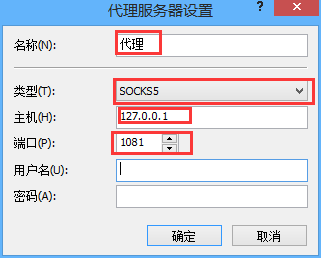 代理服务器设置 ?
名称(N): 代理
类型(T): SOCKS5
主机(H): 127.0.0.1
端口(P): 1081
用户名(U):
密码(A):
确定 取消